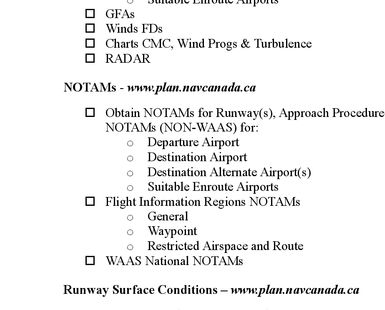 Suitable Enroute Airports
GFAs
Winds FDs
Charts CMC, Wind Progs & Turbulence
RADAR
NOTAMs - www.plan.navcanada.ca
Obtain NOTAMs for Runway(s), Approach Procedure
NOTAMs (NON-WAAS) for:
o Departure Airport
o Destination Airport
o Destination Alternate Airport(s)
o Suitable Enroute Airports
Flight Information Regions NOTAMs
o General
o Waypoint
o Restricted Airspace and Route
WAAS National NOTAMs
Runway Surface Conditions – www.plan.navcanada.ca